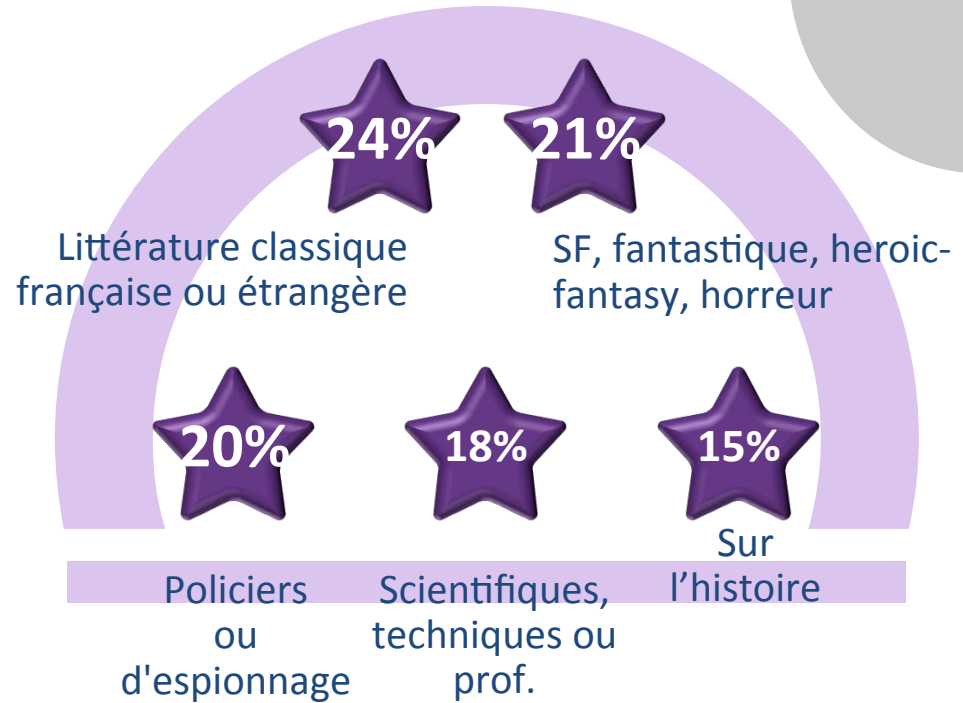 24%
21%
Littérature classique
française ou étrangère
SF, fantastique, heroic-
fantasy, horreur
20%
18%
15%
Policiers
ou
d'espionnage
Scientifiques,
techniques ou
prof.
Sur
l’histoire